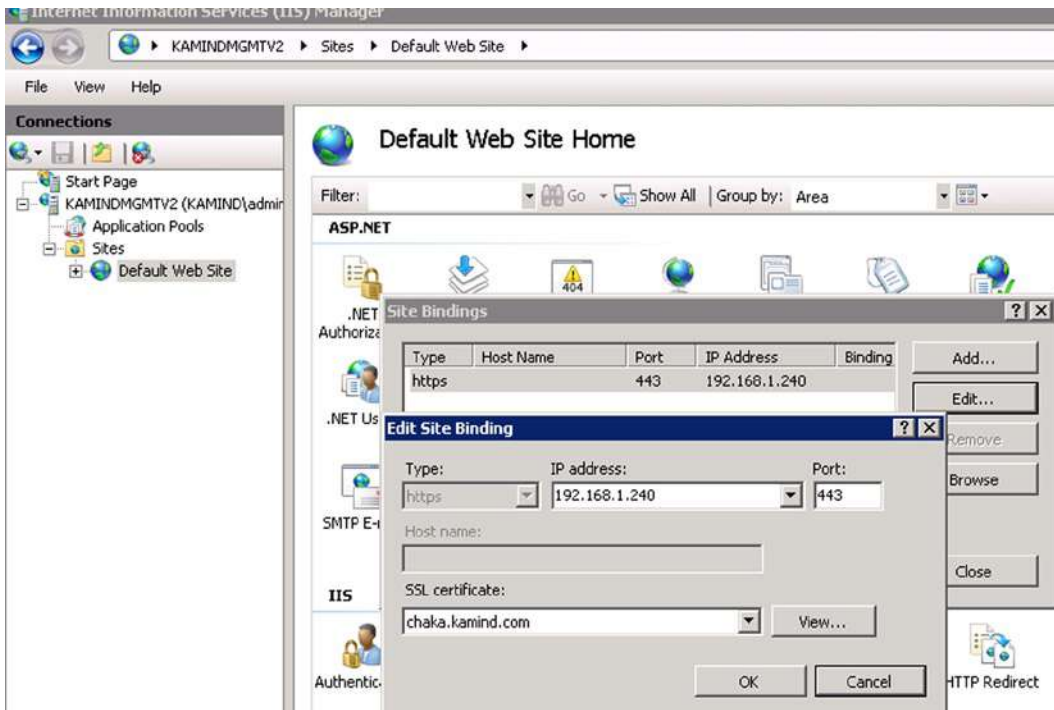 Internet Information Services (IIS) Manager
KAMINDMGMTV2 Sites Default Web Site
File View Help
Connections
Start Page
KAMINDMGMTV2 (KAMIND\admir
Application Pools
Sites
Default Web Site
Default Web Site Home
Filter: Go Show All Group by: Area
ASP.NET
404
.NET
Authoriza
.NET Us
SMTP E-
IIS
Authentic
HTTP Redirect
Site Bindings
Type Host Name Port IP Address Binding
https 443 192.168.1.240
Add...
Edit...
Remove
Browse
Close
Edit Site Binding
Type: IP address: Port:
https 192.168.1.240 443
Host name:
SSL certificate:
chaka.kamind.com View...
OK Cancel